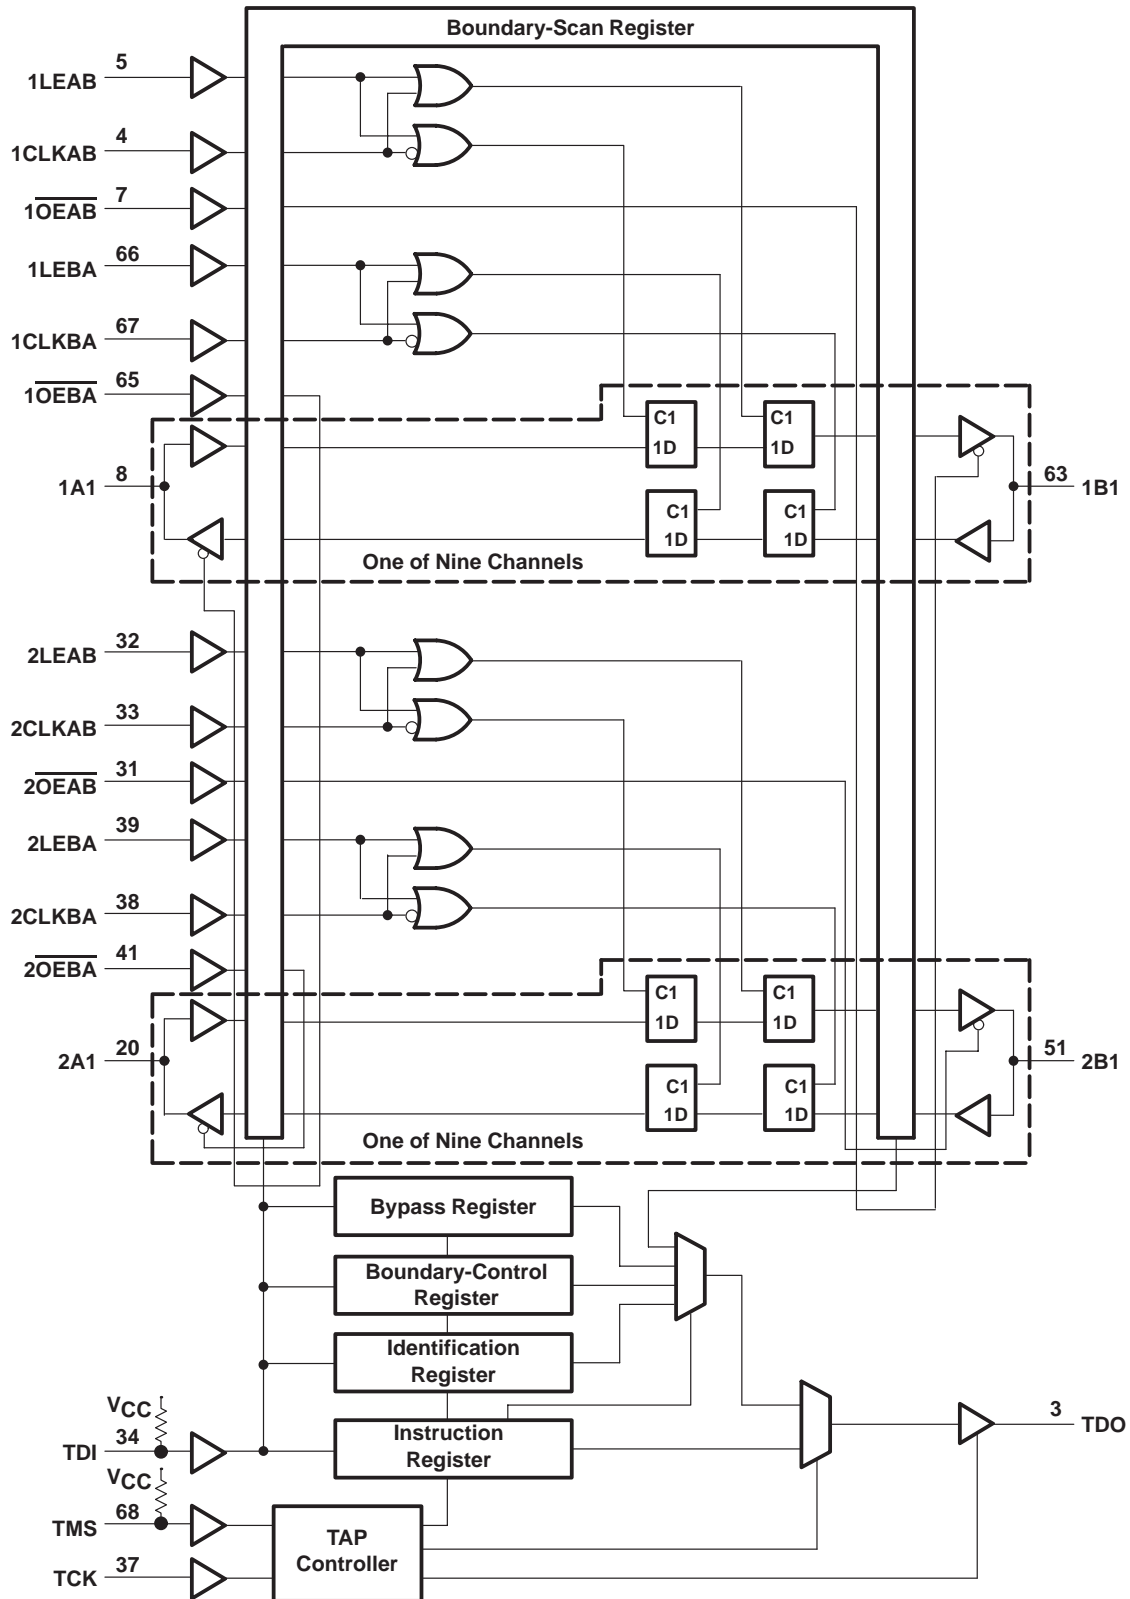 Boundary-Scan Register
1LEAB 5
1CLKAB 4
1OEAB 7
1LEBA 66
1CLKBA 67
1OEBA 65
C1 C1
1D 1D
1A1 8
63 1B1
C1 C1
1D 1D
One of Nine Channels
2LEAB 32
2CLKAB 33
2OEAB 31
2LEBA 39
2CLKBA 38
2OEBA 41
C1 C1
1D 1D
2A1 20
51 2B1
C1 C1
1D 1D
One of Nine Channels
Bypass Register
Boundary-Control
Register
Identification
Register
VCC
TDI 34
Instruction
Register
3 TDO
VCC
TMS 68
TAP
Controller
TCK 37